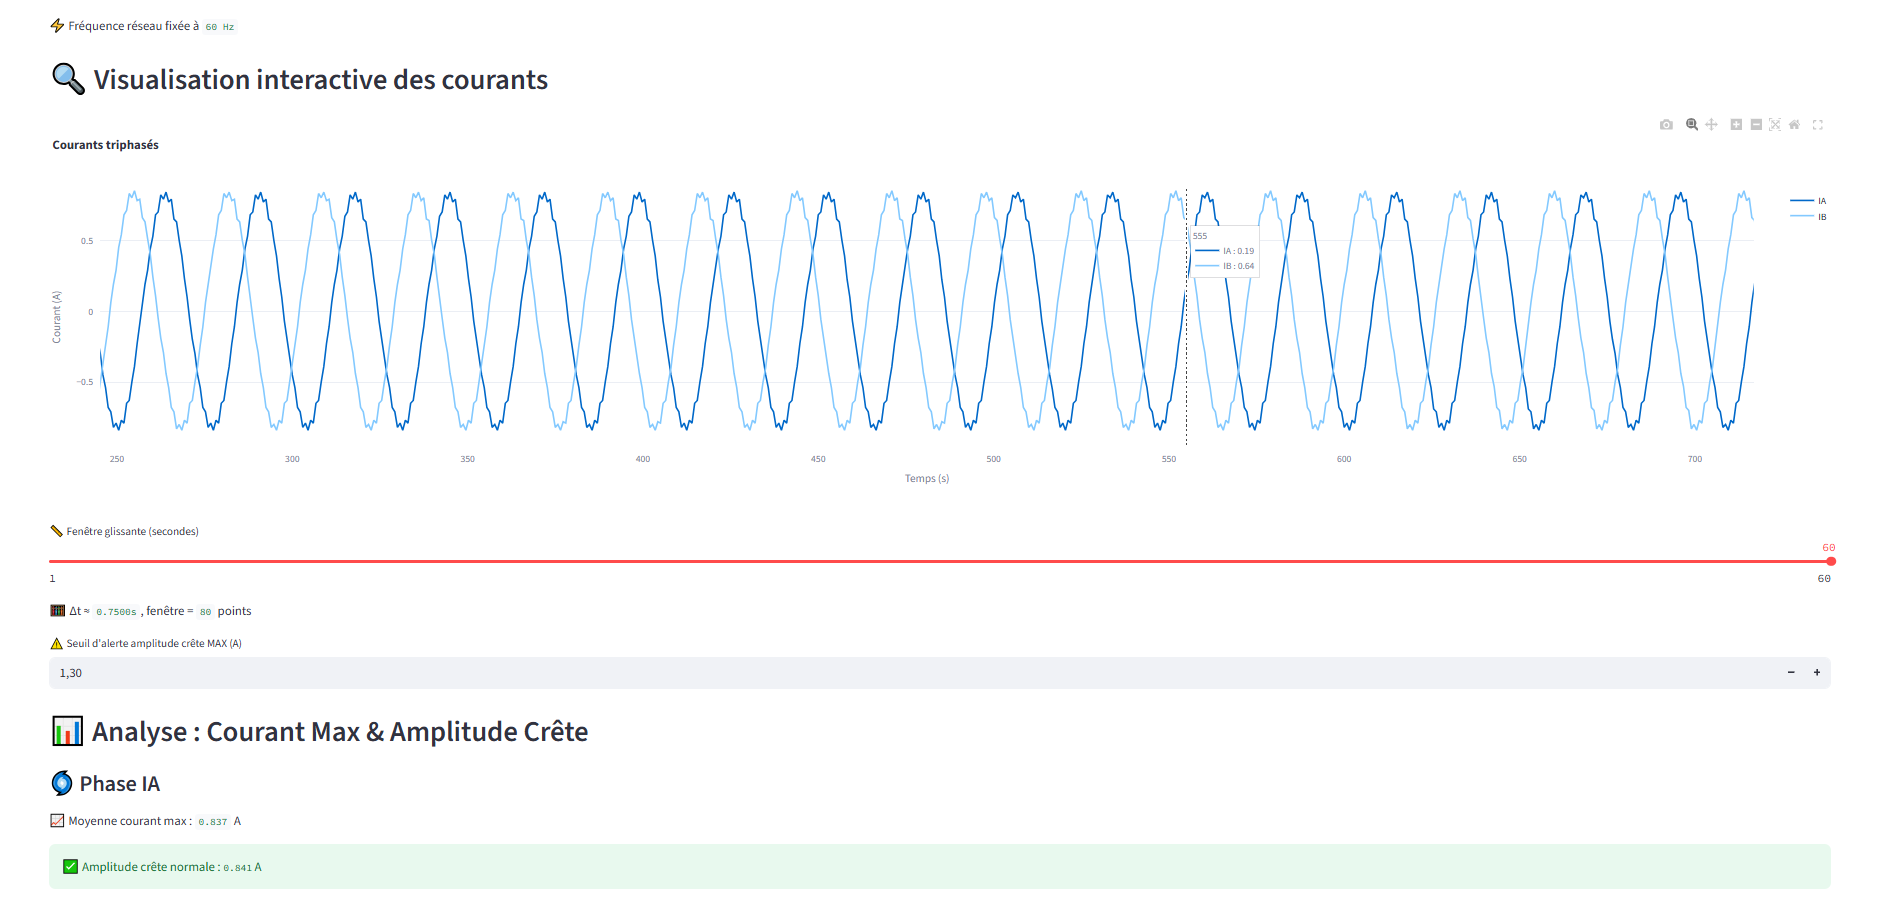 ⚡ Fréquence réseau fixée à 60 Hz
🔍 Visualisation interactive des courants
Courants triphasés
IA
IB
0.5
0
−0.5
Courant (A)
555
IA : 0.19
IB : 0.64
250 300 350 400 450 500 550 600 650 700
Temps (s)
📏 Fenêtre glissante (secondes)
60
1 60
🧮 Δt ≈ 0.7500s , fenêtre = 80 points
⚠️ Seuil d'alerte amplitude crête MAX (A)
1,30
− +
📊 Analyse : Courant Max & Amplitude Crête
🌀 Phase IA
📈 Moyenne courant max : 0.837 A
✅ Amplitude crête normale : 0.841 A